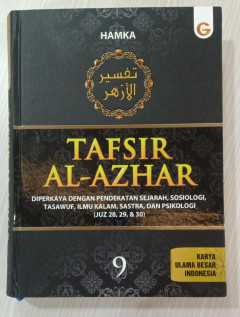 HAMKA
G
تفسير
الأزهر
TAFSIR
AL-AZHAR
DIPERKAYA DENGAN PENDEKATAN SEJARAH, SOSIOLOGI,
TASAWUF, ILMU KALAM, SASTRA, DAN PSIKOLOGI
(JUZ 28, 29, & 30)
9
KARYA
ULAMA BESAR
INDONESIA